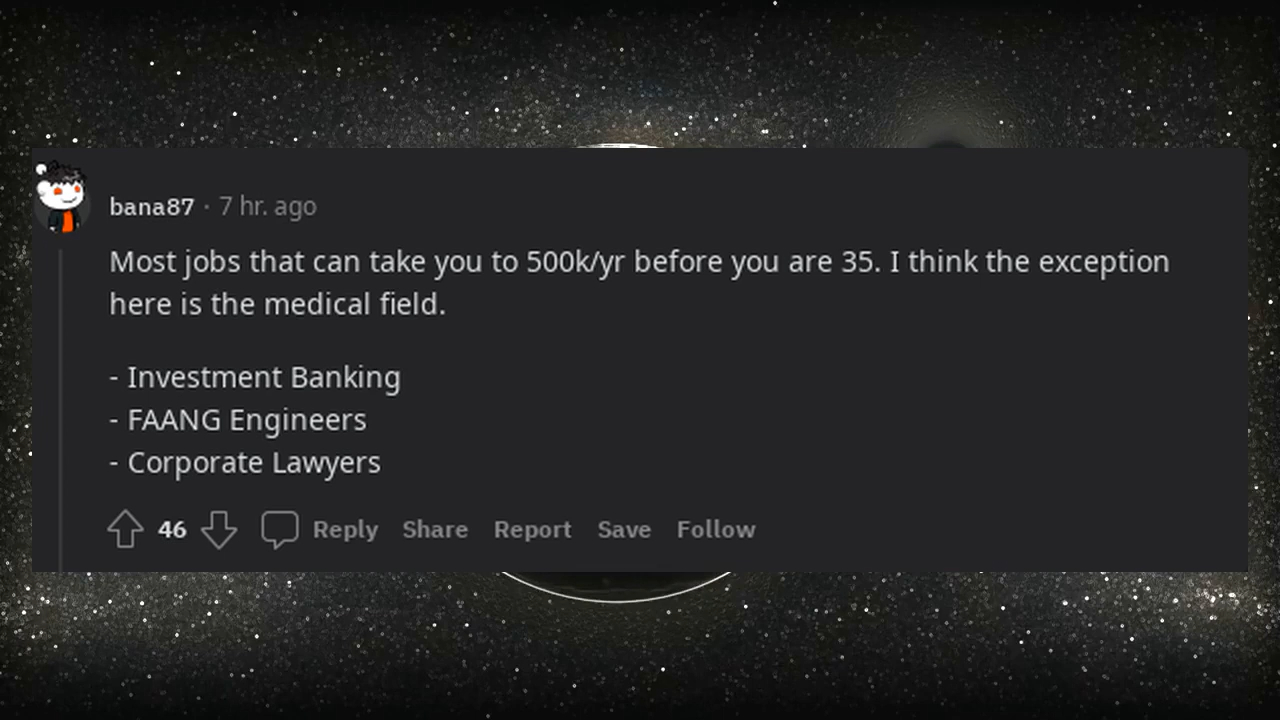 bana87 · 7 hr. ago
Most jobs that can take you to 500k/yr before you are 35. I think the exception
here is the medical field.
- Investment Banking
- FAANG Engineers
- Corporate Lawyers
46 Reply Share Report Save Follow